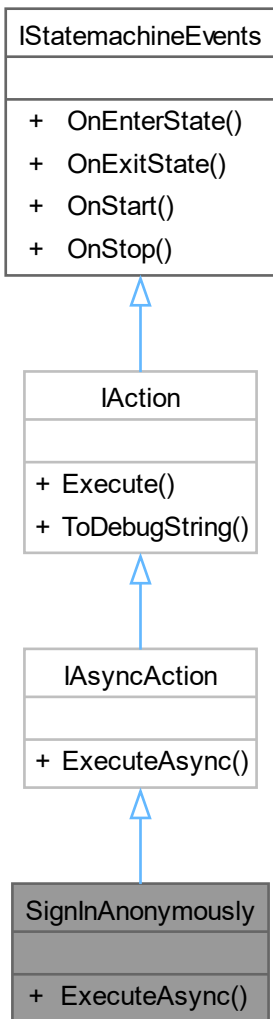 IStatemachineEvents
+ OnEnterState()
+ OnExitState()
+ OnStart()
+ OnStop()
IAction
+ Execute()
+ ToDebugString()
IAsyncAction
+ ExecuteAsync()
SignInAnonymously
+ ExecuteAsync()